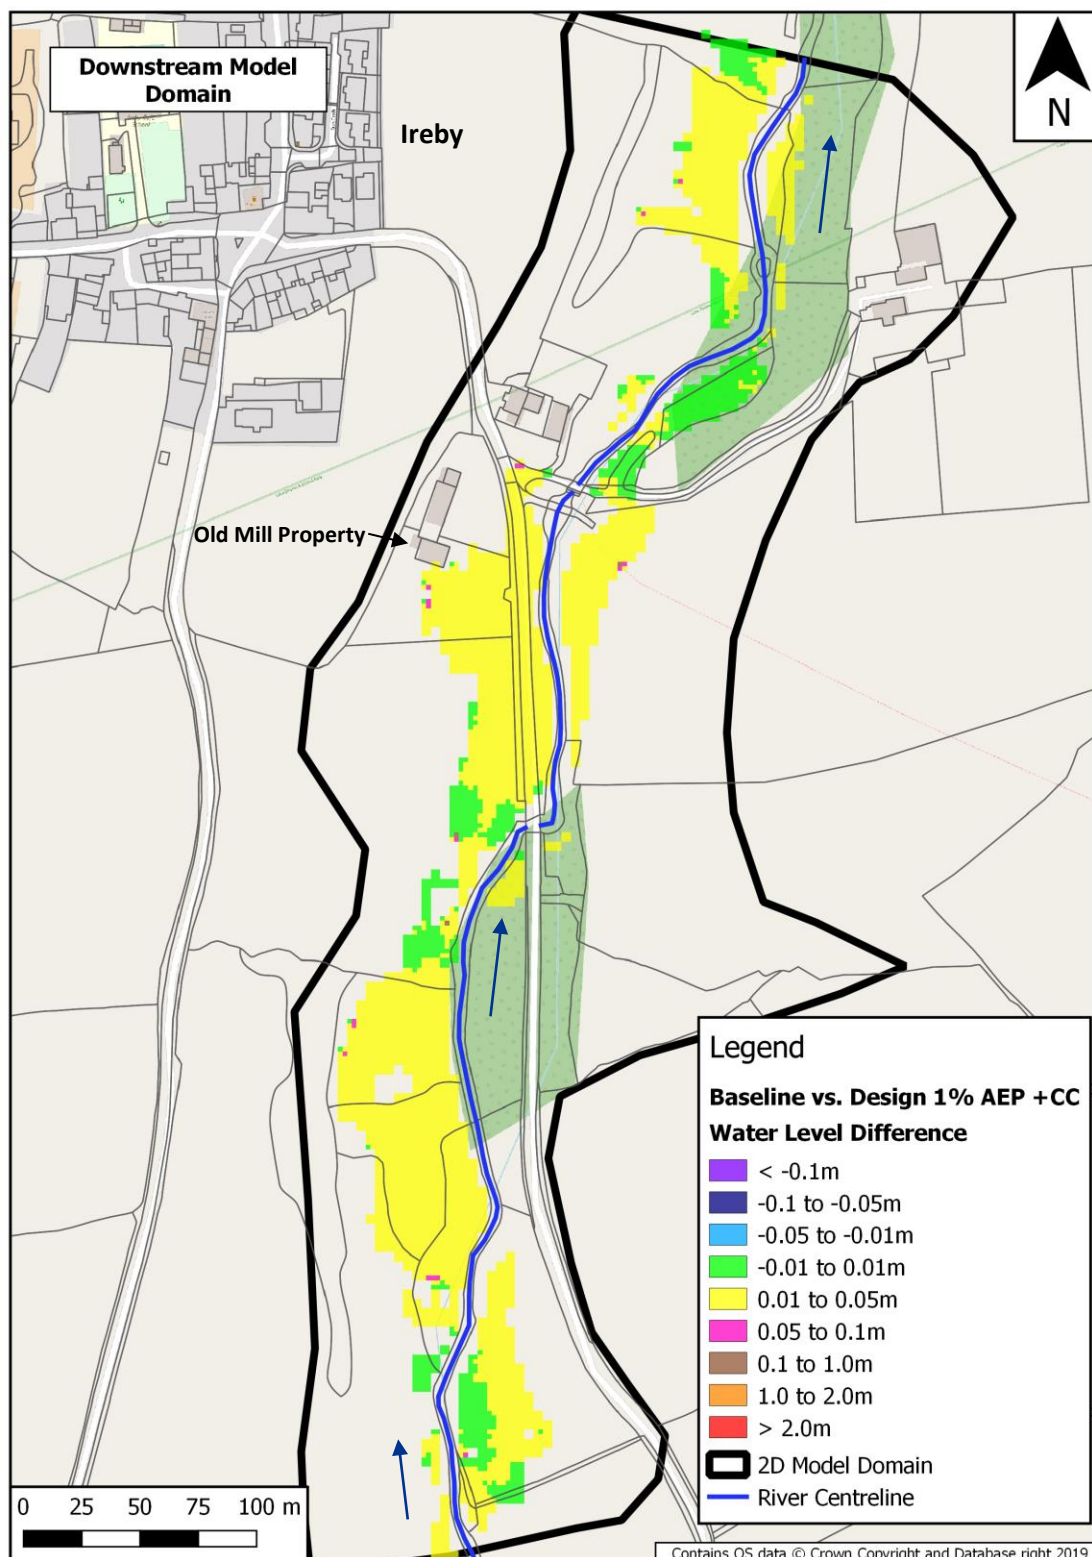 Downstream Model
Domain
Ireby
N
Old Mill Property
Legend
Baseline vs. Design 1% AEP +CC
Water Level Difference
< -0.1m
-0.1 to -0.05m
-0.05 to -0.01m
-0.01 to 0.01m
0.01 to 0.05m
0.05 to 0.1m
0.1 to 1.0m
1.0 to 2.0m
> 2.0m
2D Model Domain
River Centreline
0 25 50 75 100 m
Contains OS data © Crown Copyright and Database right 2019